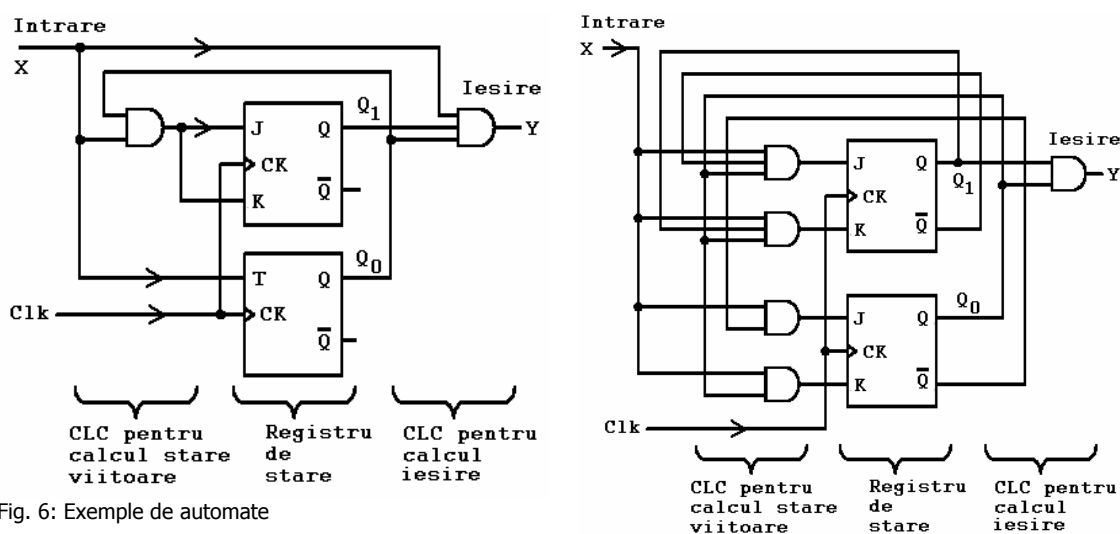 Intrare
X
Iesire
Q1
J
Q
Y
CK
Q
K
Q0
T
Q
Clk
CK
Q
CLC pentru
calcul stare
viitoare
Registru
de
stare
CLC pentru
calcul
iesire
Fig. 6: Exemple de automate
Intrare
X
Iesire
J
Q
Y
Q1
CK
K
Q
Q0
J
Q
CK
K
Q
Clk
CLC pentru
calcul stare
viitoare
Registru
de
stare
CLC pentru
calcul
iesire